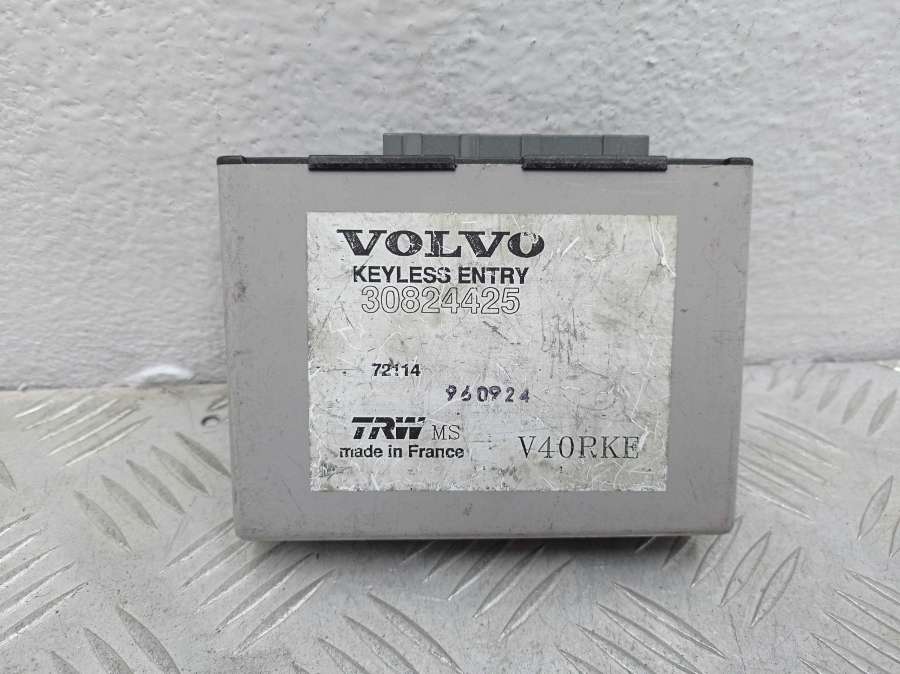 VOLVO
KEYLESS ENTRY
30824425
72114
960924
TRW MS
made in France
V40RKE